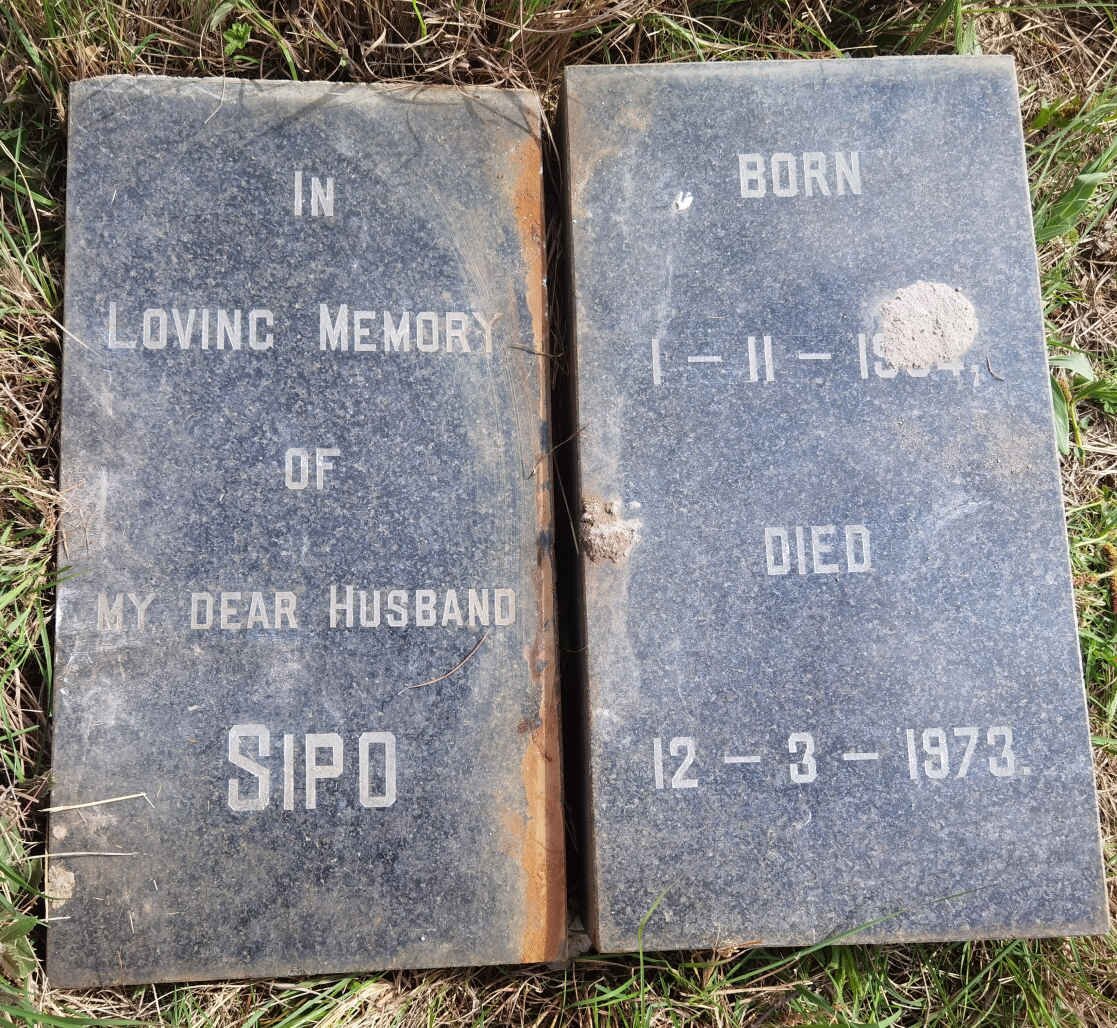 IN
LOVING MEMORY
OF
MY DEAR HUSBAND
SIPO
BORN
1 – 11 –
DIED
12 – 3 – 1973.